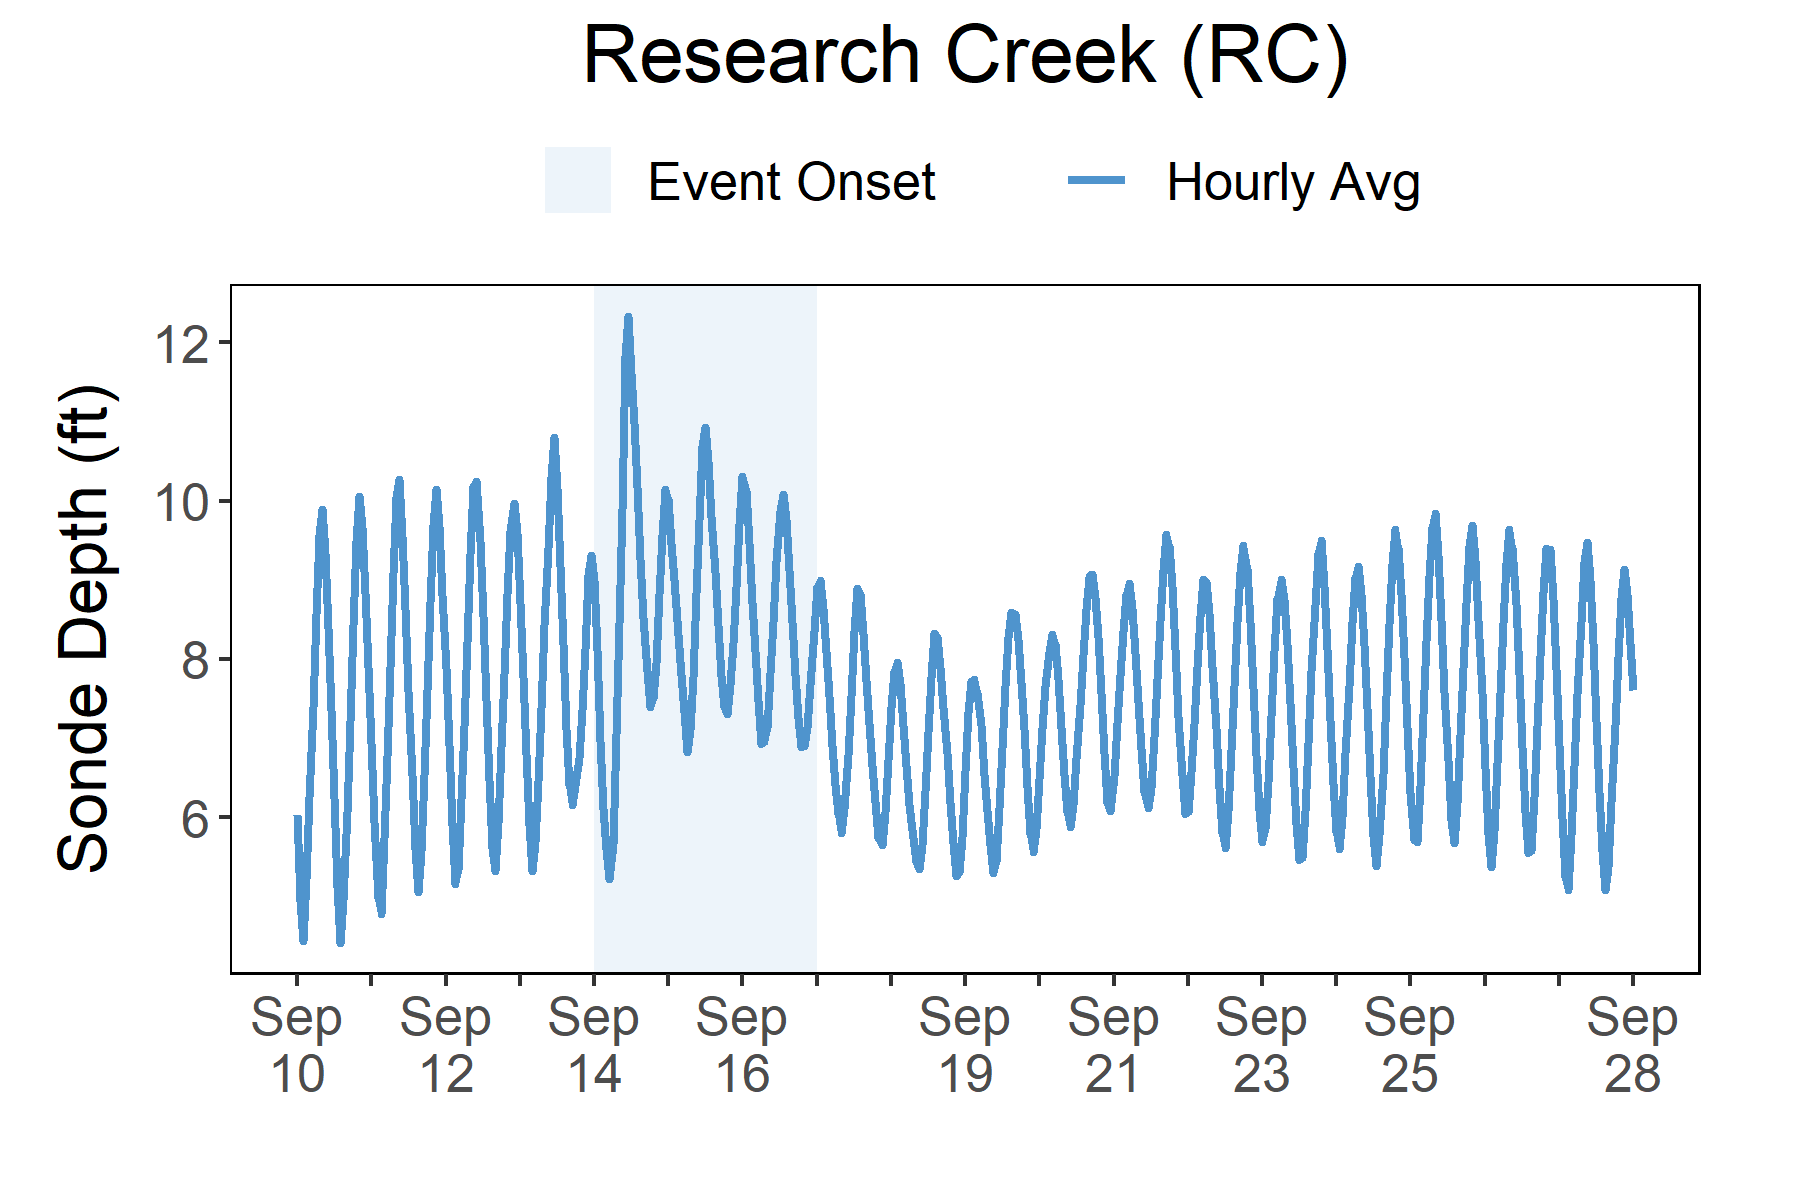 Research Creek (RC)
Event Onset
Hourly Avg
Sonde Depth (ft)
12
10
8
6
Sep
10
Sep
12
Sep
14
Sep
16
Sep
19
Sep
21
Sep
23
Sep
25
Sep
28